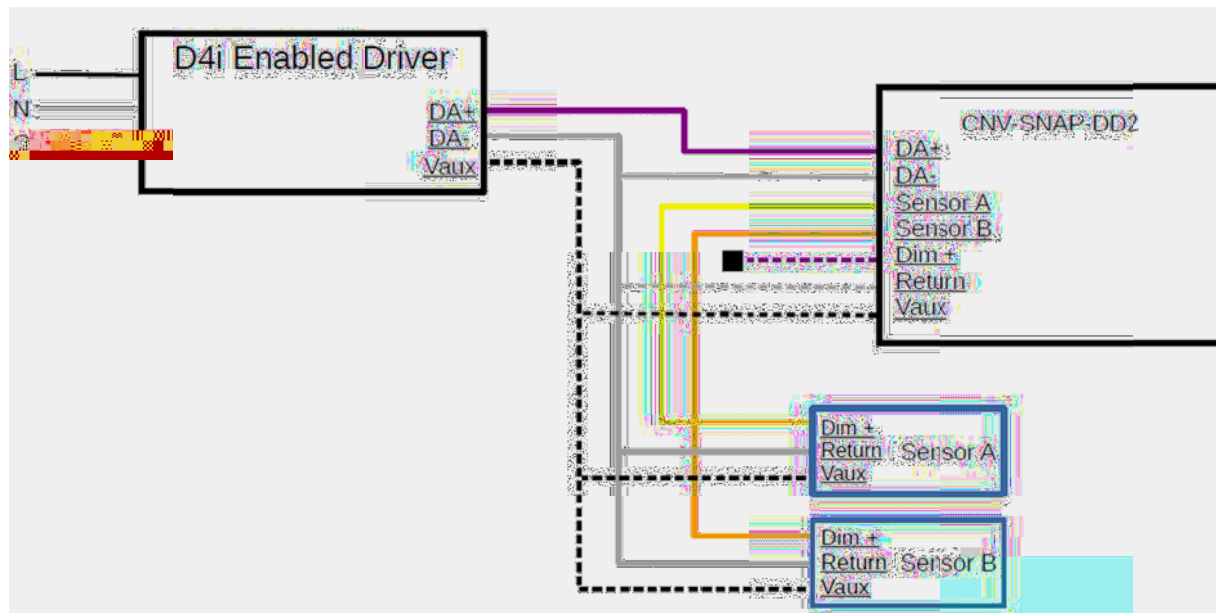 D4i Enabled Driver
L
N
DA+
DA-
Vaux
CNV-SNAP-DD2
DA+
DA-
Sensor A
Sensor B
Dim +
Return
Vaux
Dim +
Return
Vaux
Sensor A
Dim +
Return
Vaux
Sensor B